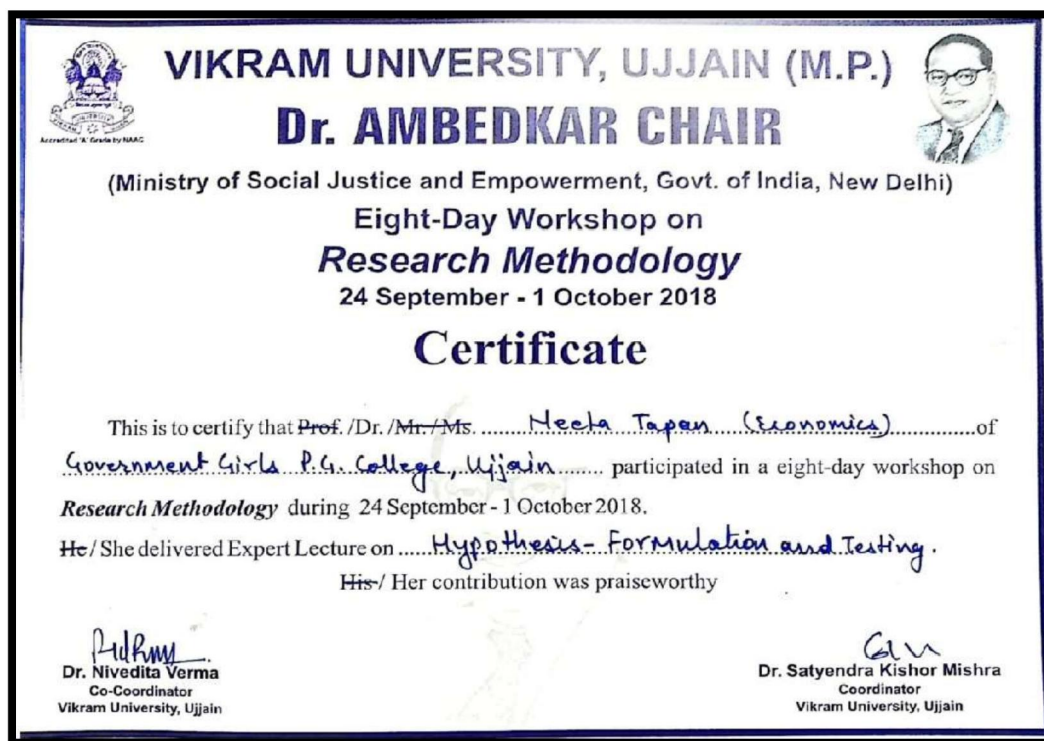 VIKRAM UNIVERSITY, UJJAIN (M.P.)
Dr. AMBEDKAR CHAIR
Accredited 'A' Grade by NAAC
(Ministry of Social Justice and Empowerment, Govt. of India, New Delhi)
Eight-Day Workshop on
Research Methodology
24 September - 1 October 2018
Certificate
This is to certify that Prof. /Dr. /Mr. / Ms. ........Neeta Tapan (Economics)........of
Government Girls P.G. College, Ujjain........ participated in a eight-day workshop on
Research Methodology during 24 September - 1 October 2018.
He / She delivered Expert Lecture on ......Hypothesis - Formulation and Testing.
His / Her contribution was praiseworthy
Dr. Nivedita Verma
Co-Coordinator
Vikram University, Ujjain
Dr. Satyendra Kishor Mishra
Coordinator
Vikram University, Ujjain